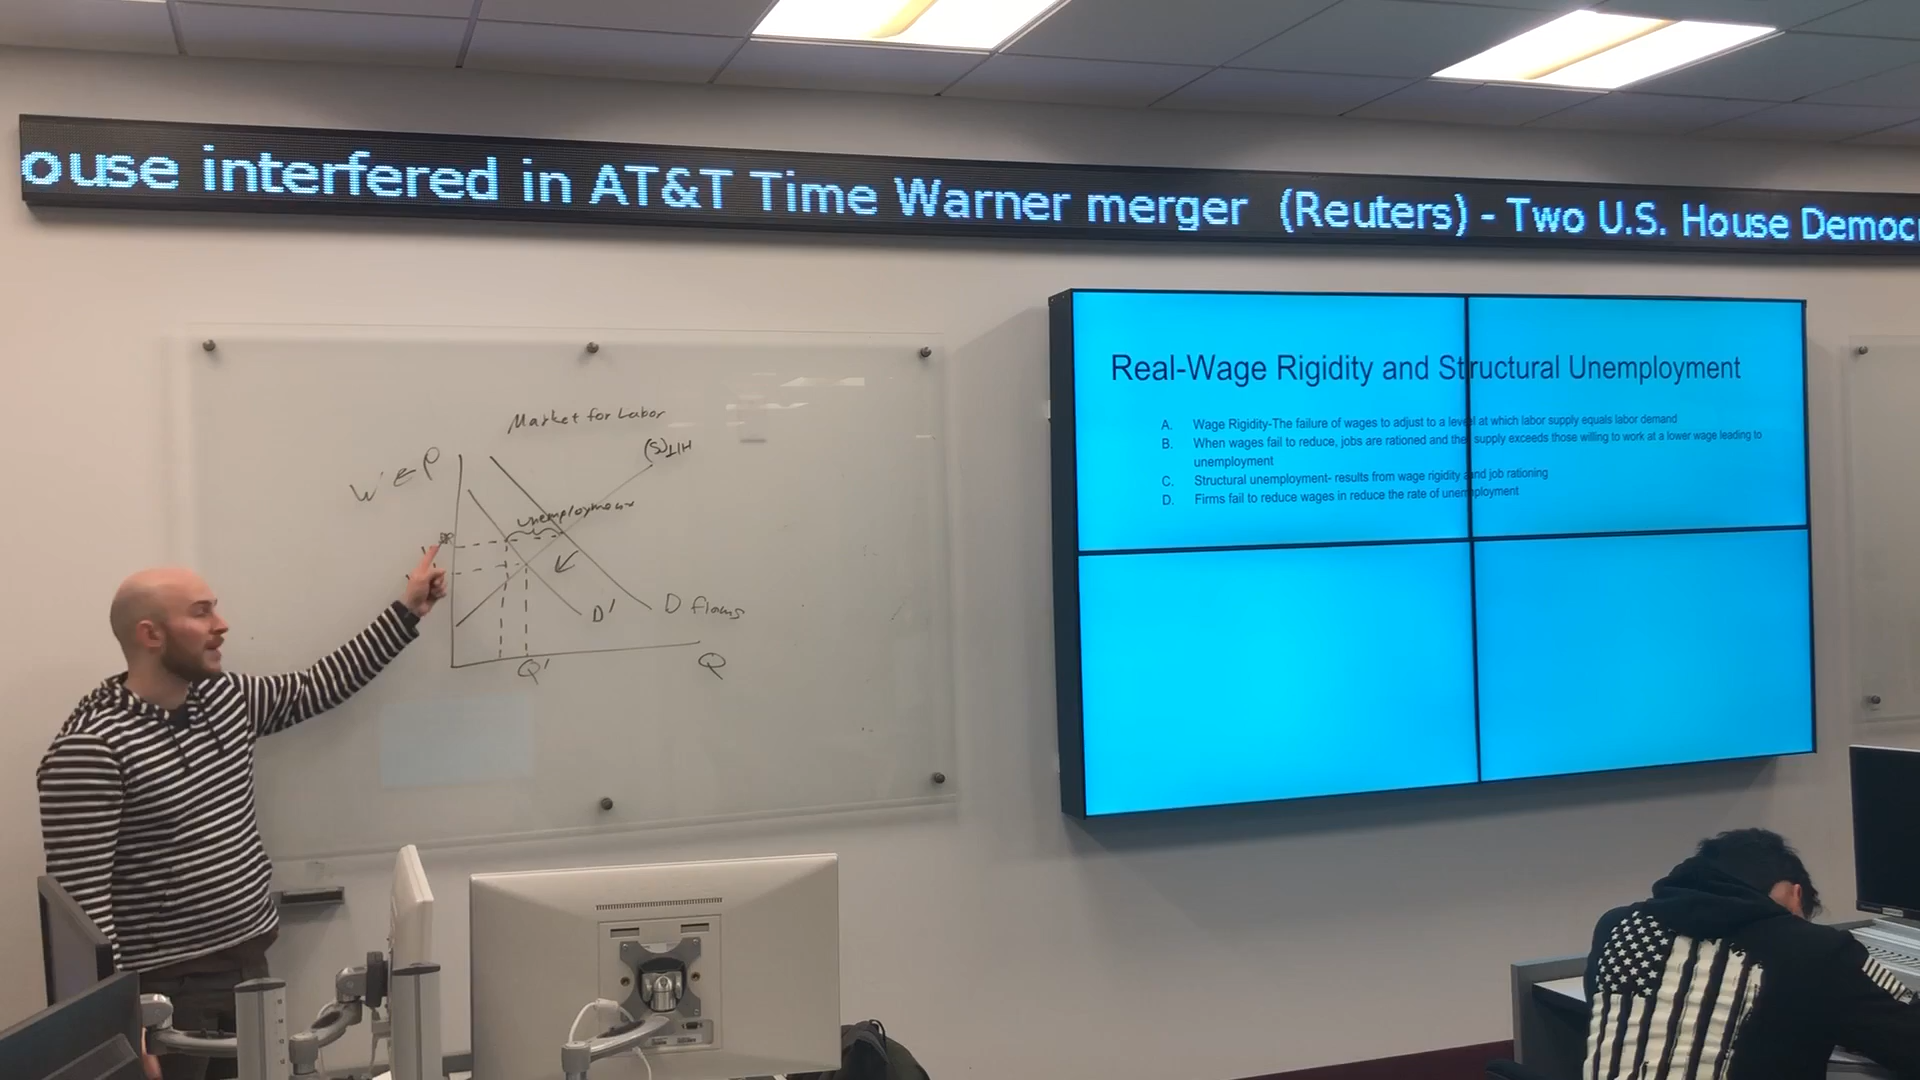 ouse interfered in AT&T Time Warner merger (Reuters) - Two U.S. House Democr
Market for Labor
(S) HH
W ∈ P
unemployment
D'
D firms
Q'
Q
Real-Wage Rigidity and Structural Unemployment
A. Wage Rigidity-The failure of wages to adjust to a level at which labor supply equals labor demand
B. When wages fail to reduce, jobs are rationed and the supply exceeds those willing to work at a lower wage leading to
unemployment
C. Structural unemployment- results from wage rigidity and job rationing
D. Firms fail to reduce wages in reduce the rate of unemployment